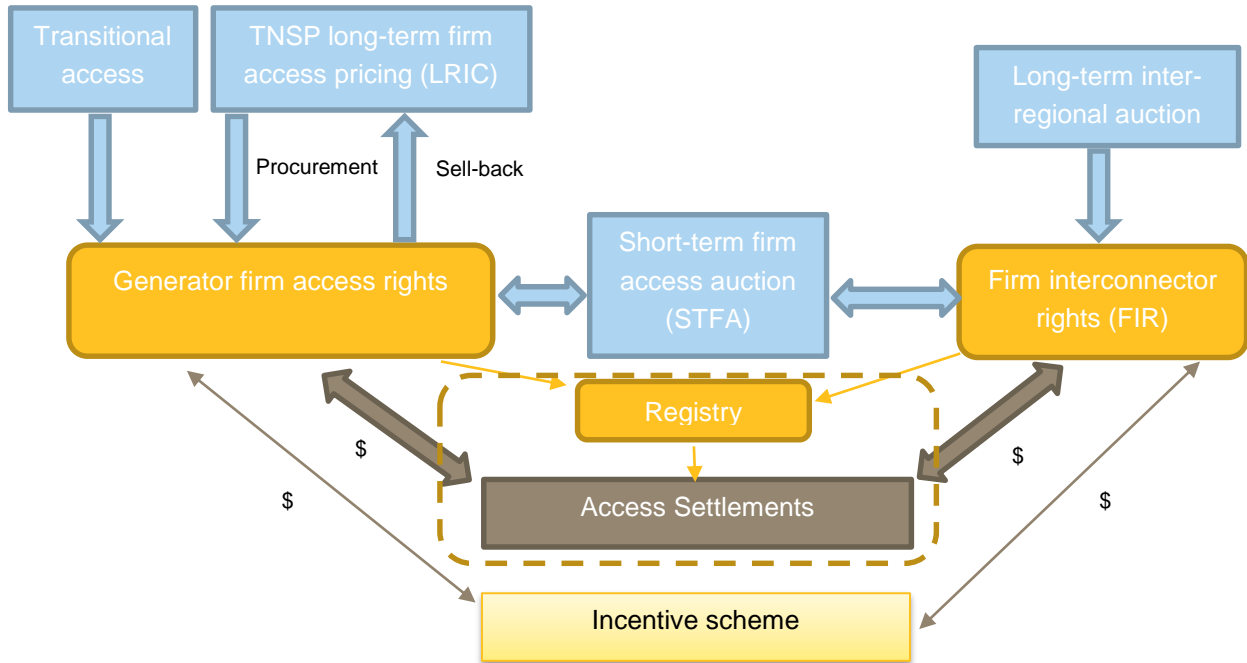 Transitional
access
TNSP long-term firm
access pricing (LRIC)
Long-term inter-
regional auction
Procurement
Sell-back
Generator firm access rights
Short-term firm
access auction
(STFA)
Firm interconnector
rights (FIR)
Registry
$
$
Access Settlements
$
$
Incentive scheme